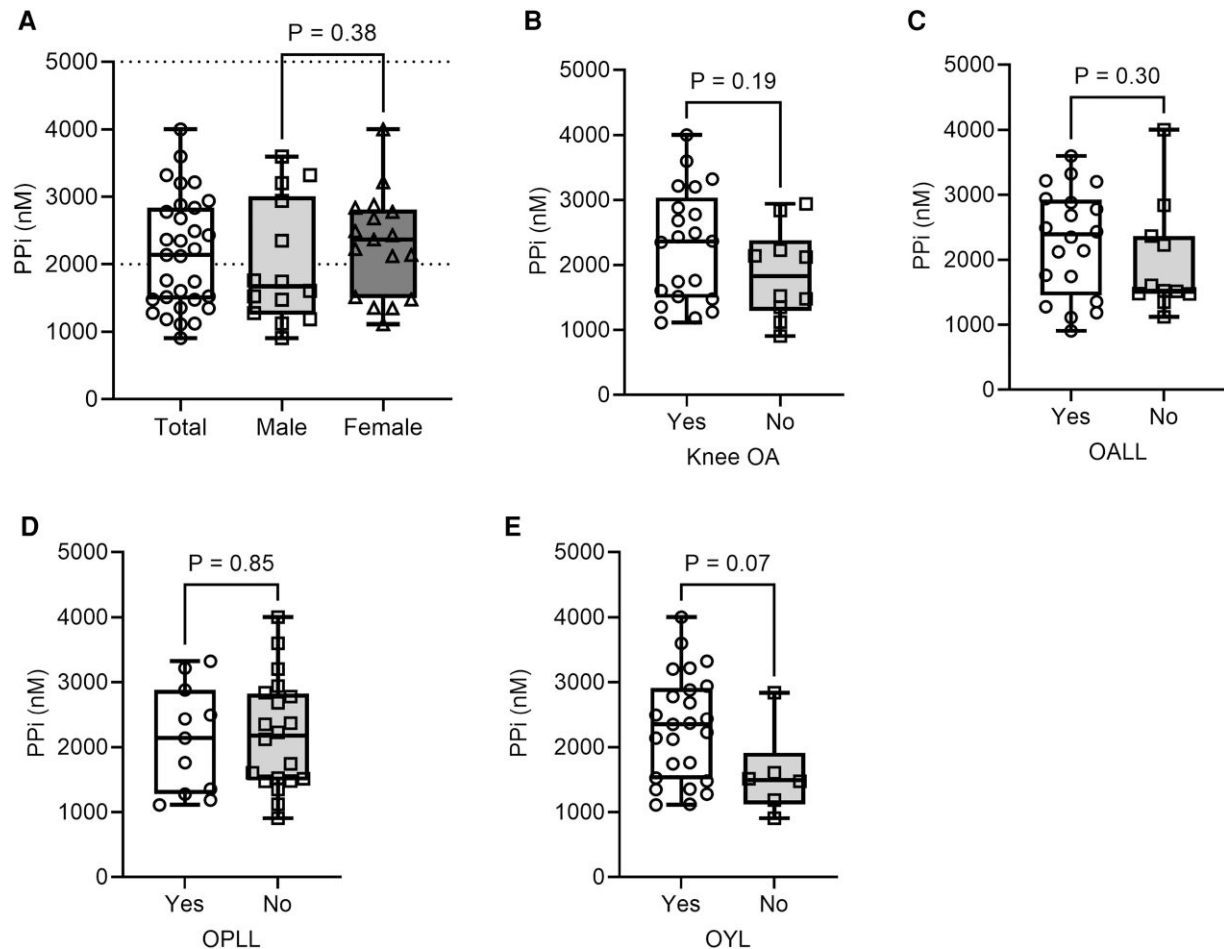 A
P = 0.38
5000
4000
3000
2000
1000
0
PPi (nM)
Total Male Female
B
P = 0.19
5000
4000
3000
2000
1000
0
PPi (nM)
Yes No
Knee OA
C
P = 0.30
5000
4000
3000
2000
1000
0
PPi (nM)
Yes No
OALL
D
P = 0.85
5000
4000
3000
2000
1000
0
PPi (nM)
Yes No
OPLL
E
P = 0.07
5000
4000
3000
2000
1000
0
PPi (nM)
Yes No
OYL